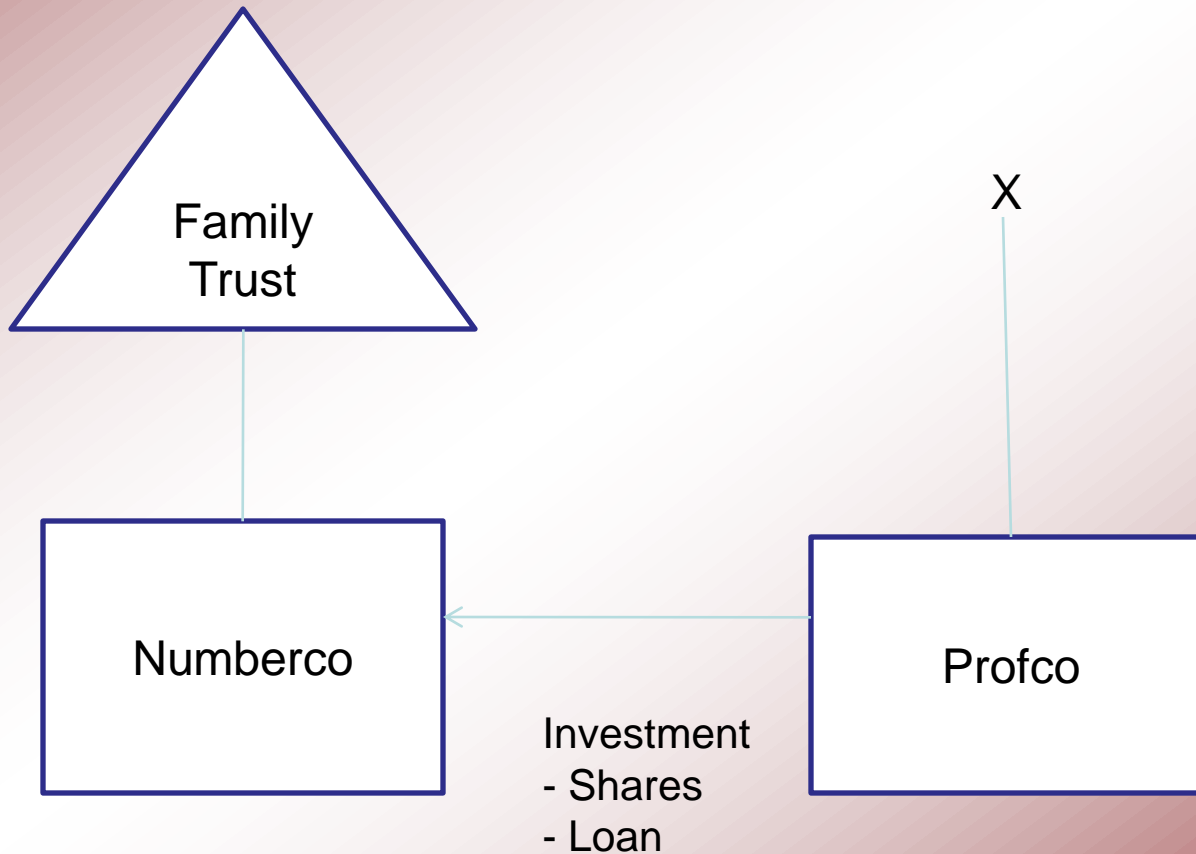 Family
Trust
X
Numberco
Profco
Investment
- Shares
- Loan